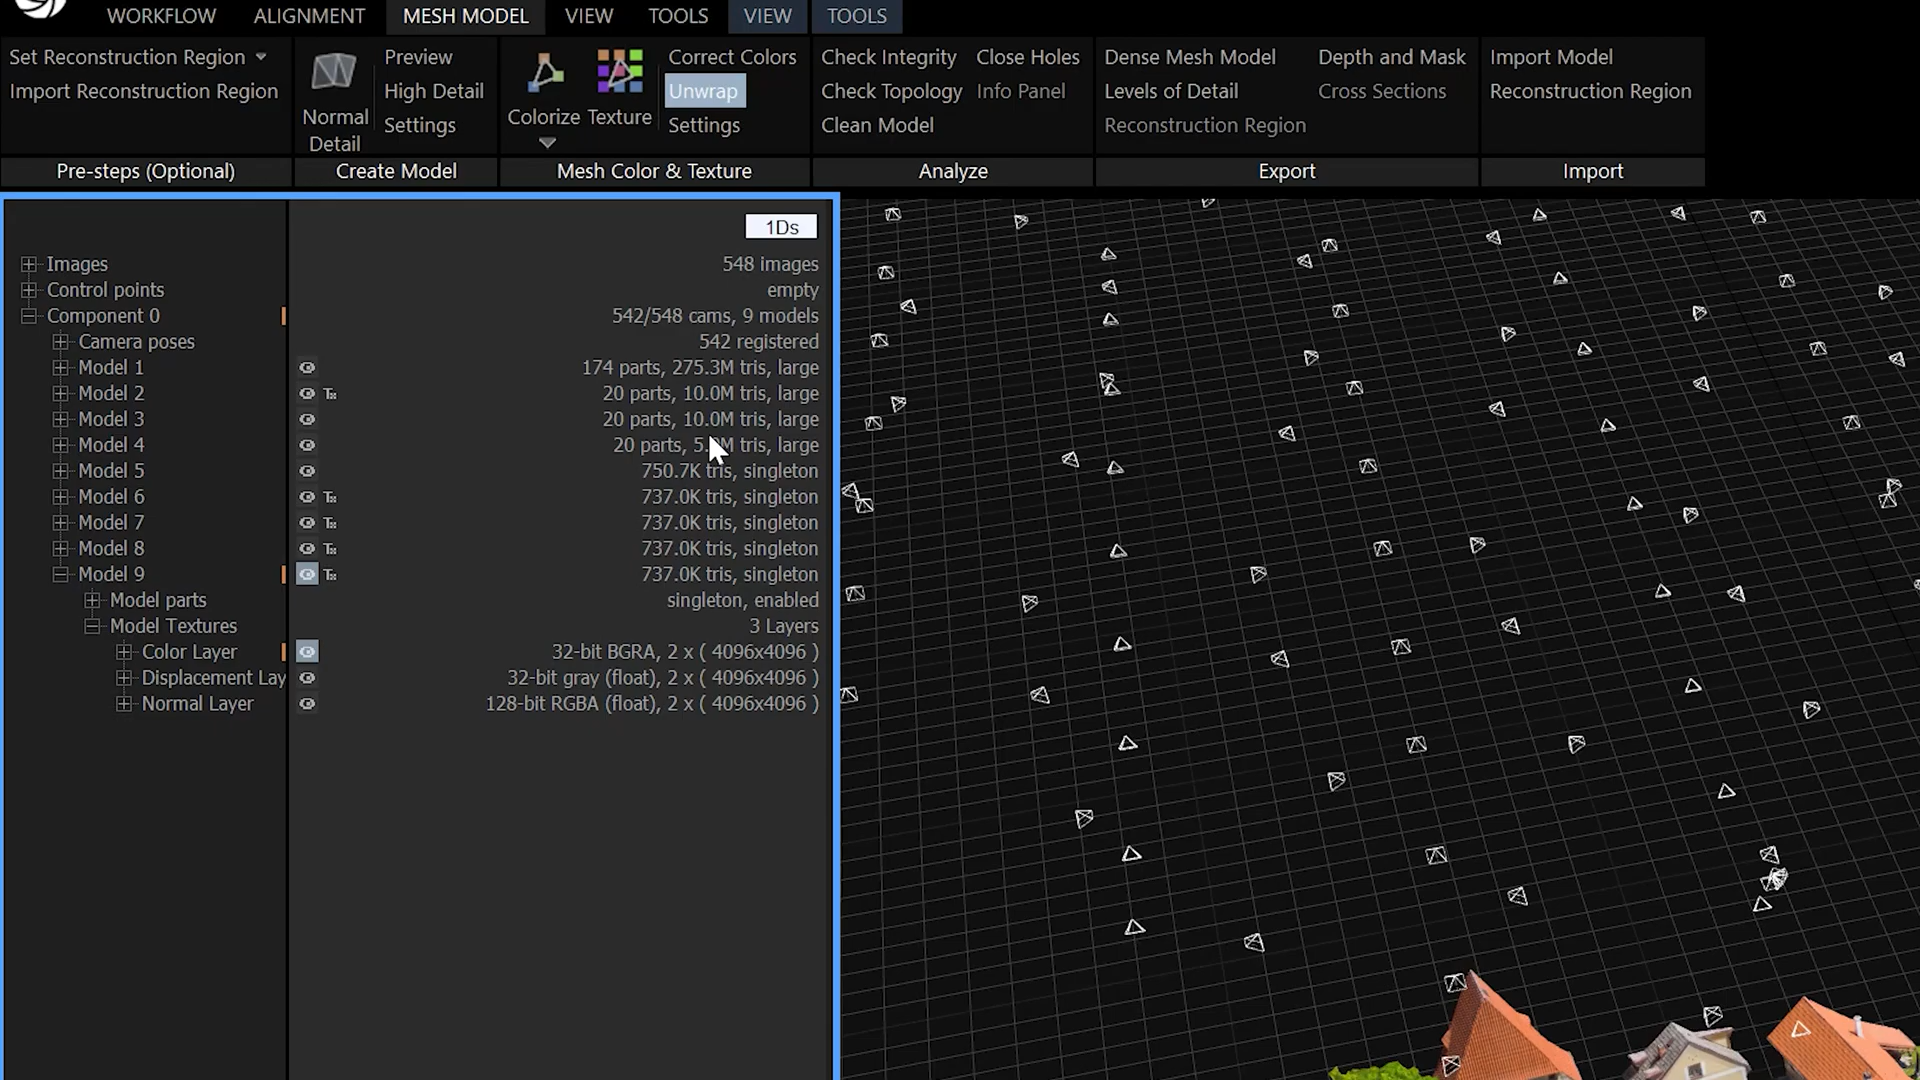 WORKFLOW ALIGNMENT MESH MODEL VIEW TOOLS VIEW TOOLS
Set Reconstruction Region
Import Reconstruction Region
Pre-steps (Optional)
Normal
Detail
Preview
High Detail
Settings
Create Model
Colorize
Texture
Correct Colors
Unwrap
Settings
Mesh Color & Texture
Check Integrity
Check Topology
Clean Model
Close Holes
Info Panel
Analyze
Dense Mesh Model
Levels of Detail
Reconstruction Region
Depth and Mask
Cross Sections
Export
Import Model
Reconstruction Region
Import
1Ds
Images 548 images
Control points empty
Component 0 542/548 cams, 9 models
Camera poses 542 registered
Model 1 174 parts, 275.3M tris, large
Model 2 20 parts, 10.0M tris, large
Model 3 20 parts, 10.0M tris, large
Model 4 20 parts, tris, large
Model 5 750.7K tris, singleton
Model 6 737.0K tris, singleton
Model 7 737.0K tris, singleton
Model 8 737.0K tris, singleton
Model 9 737.0K tris, singleton
Model parts singleton, enabled
Model Textures 3 Layers
Color Layer 32-bit BGRA, 2 x ( 4096x4096 )
Displacement Lay 32-bit gray (float), 2 x ( 4096x4096 )
Normal Layer 128-bit RGBA (float), 2 x ( 4096x4096 )